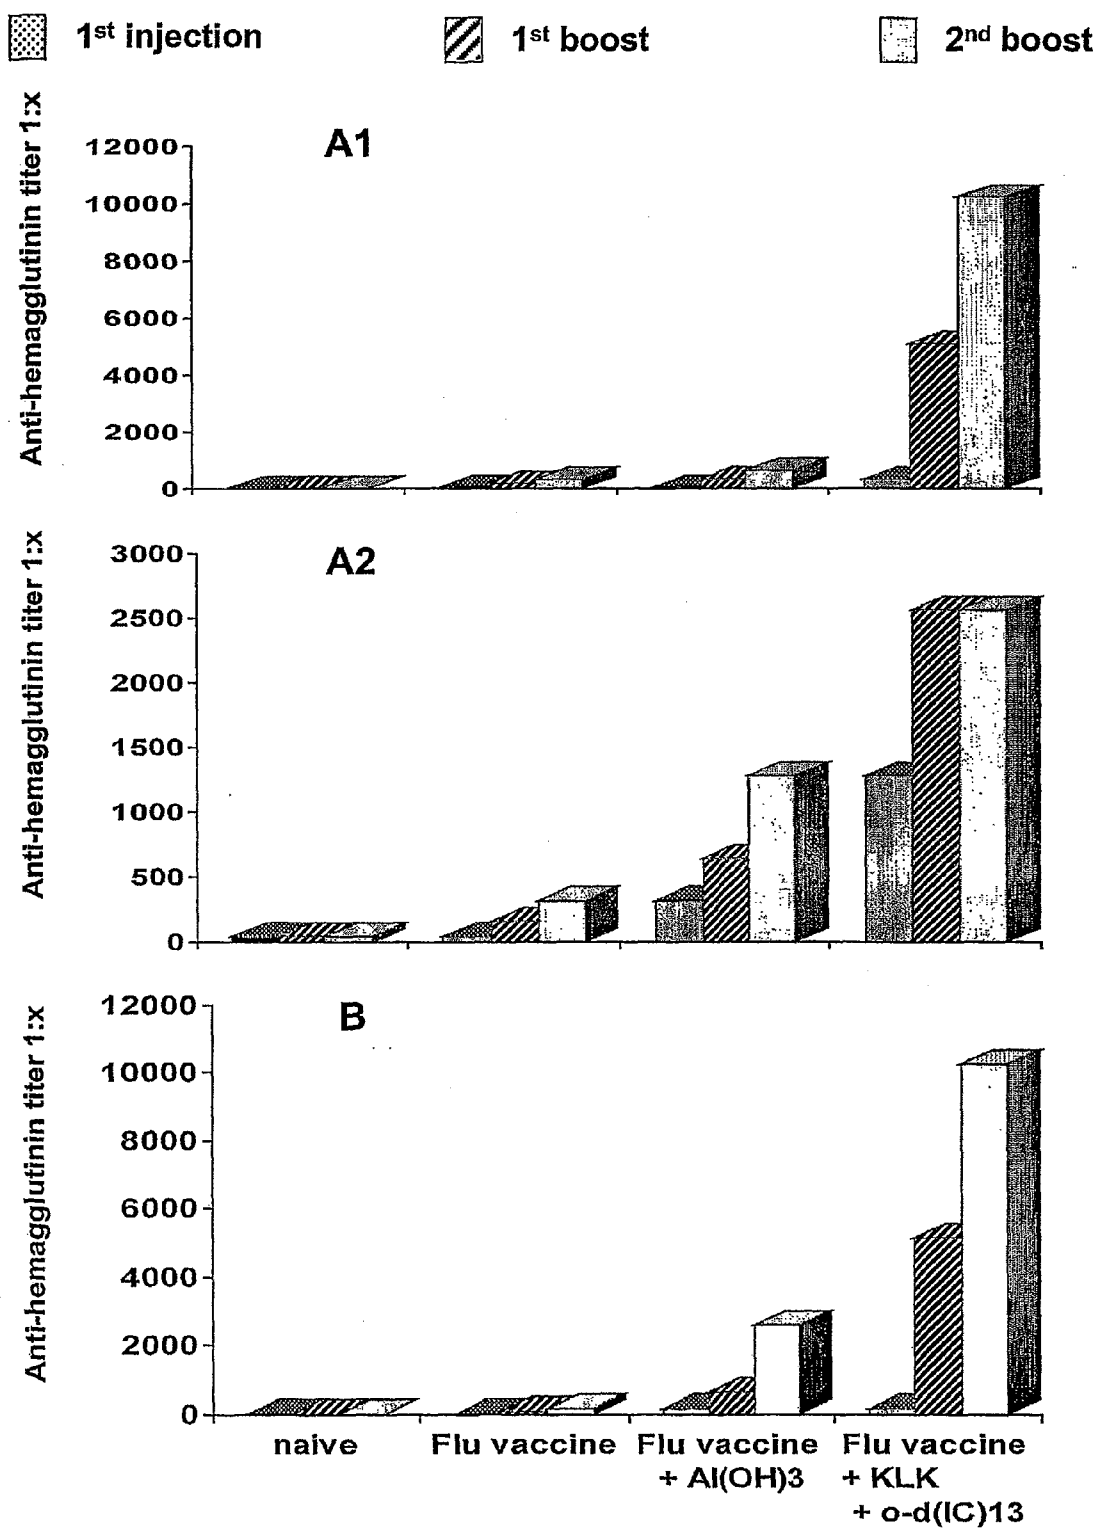 1st injection
1st boost
2nd boost
A1
Anti-hemagglutinin titer 1:x
12000
10000
8000
6000
4000
2000
0
A2
Anti-hemagglutinin titer 1:x
3000
2500
2000
1500
1000
500
0
B
Anti-hemagglutinin titer 1:x
12000
10000
8000
6000
4000
2000
0
naive
Flu vaccine
Flu vaccine
+ Al(OH)3
Flu vaccine
+ KLK
+ o-d(IC)13